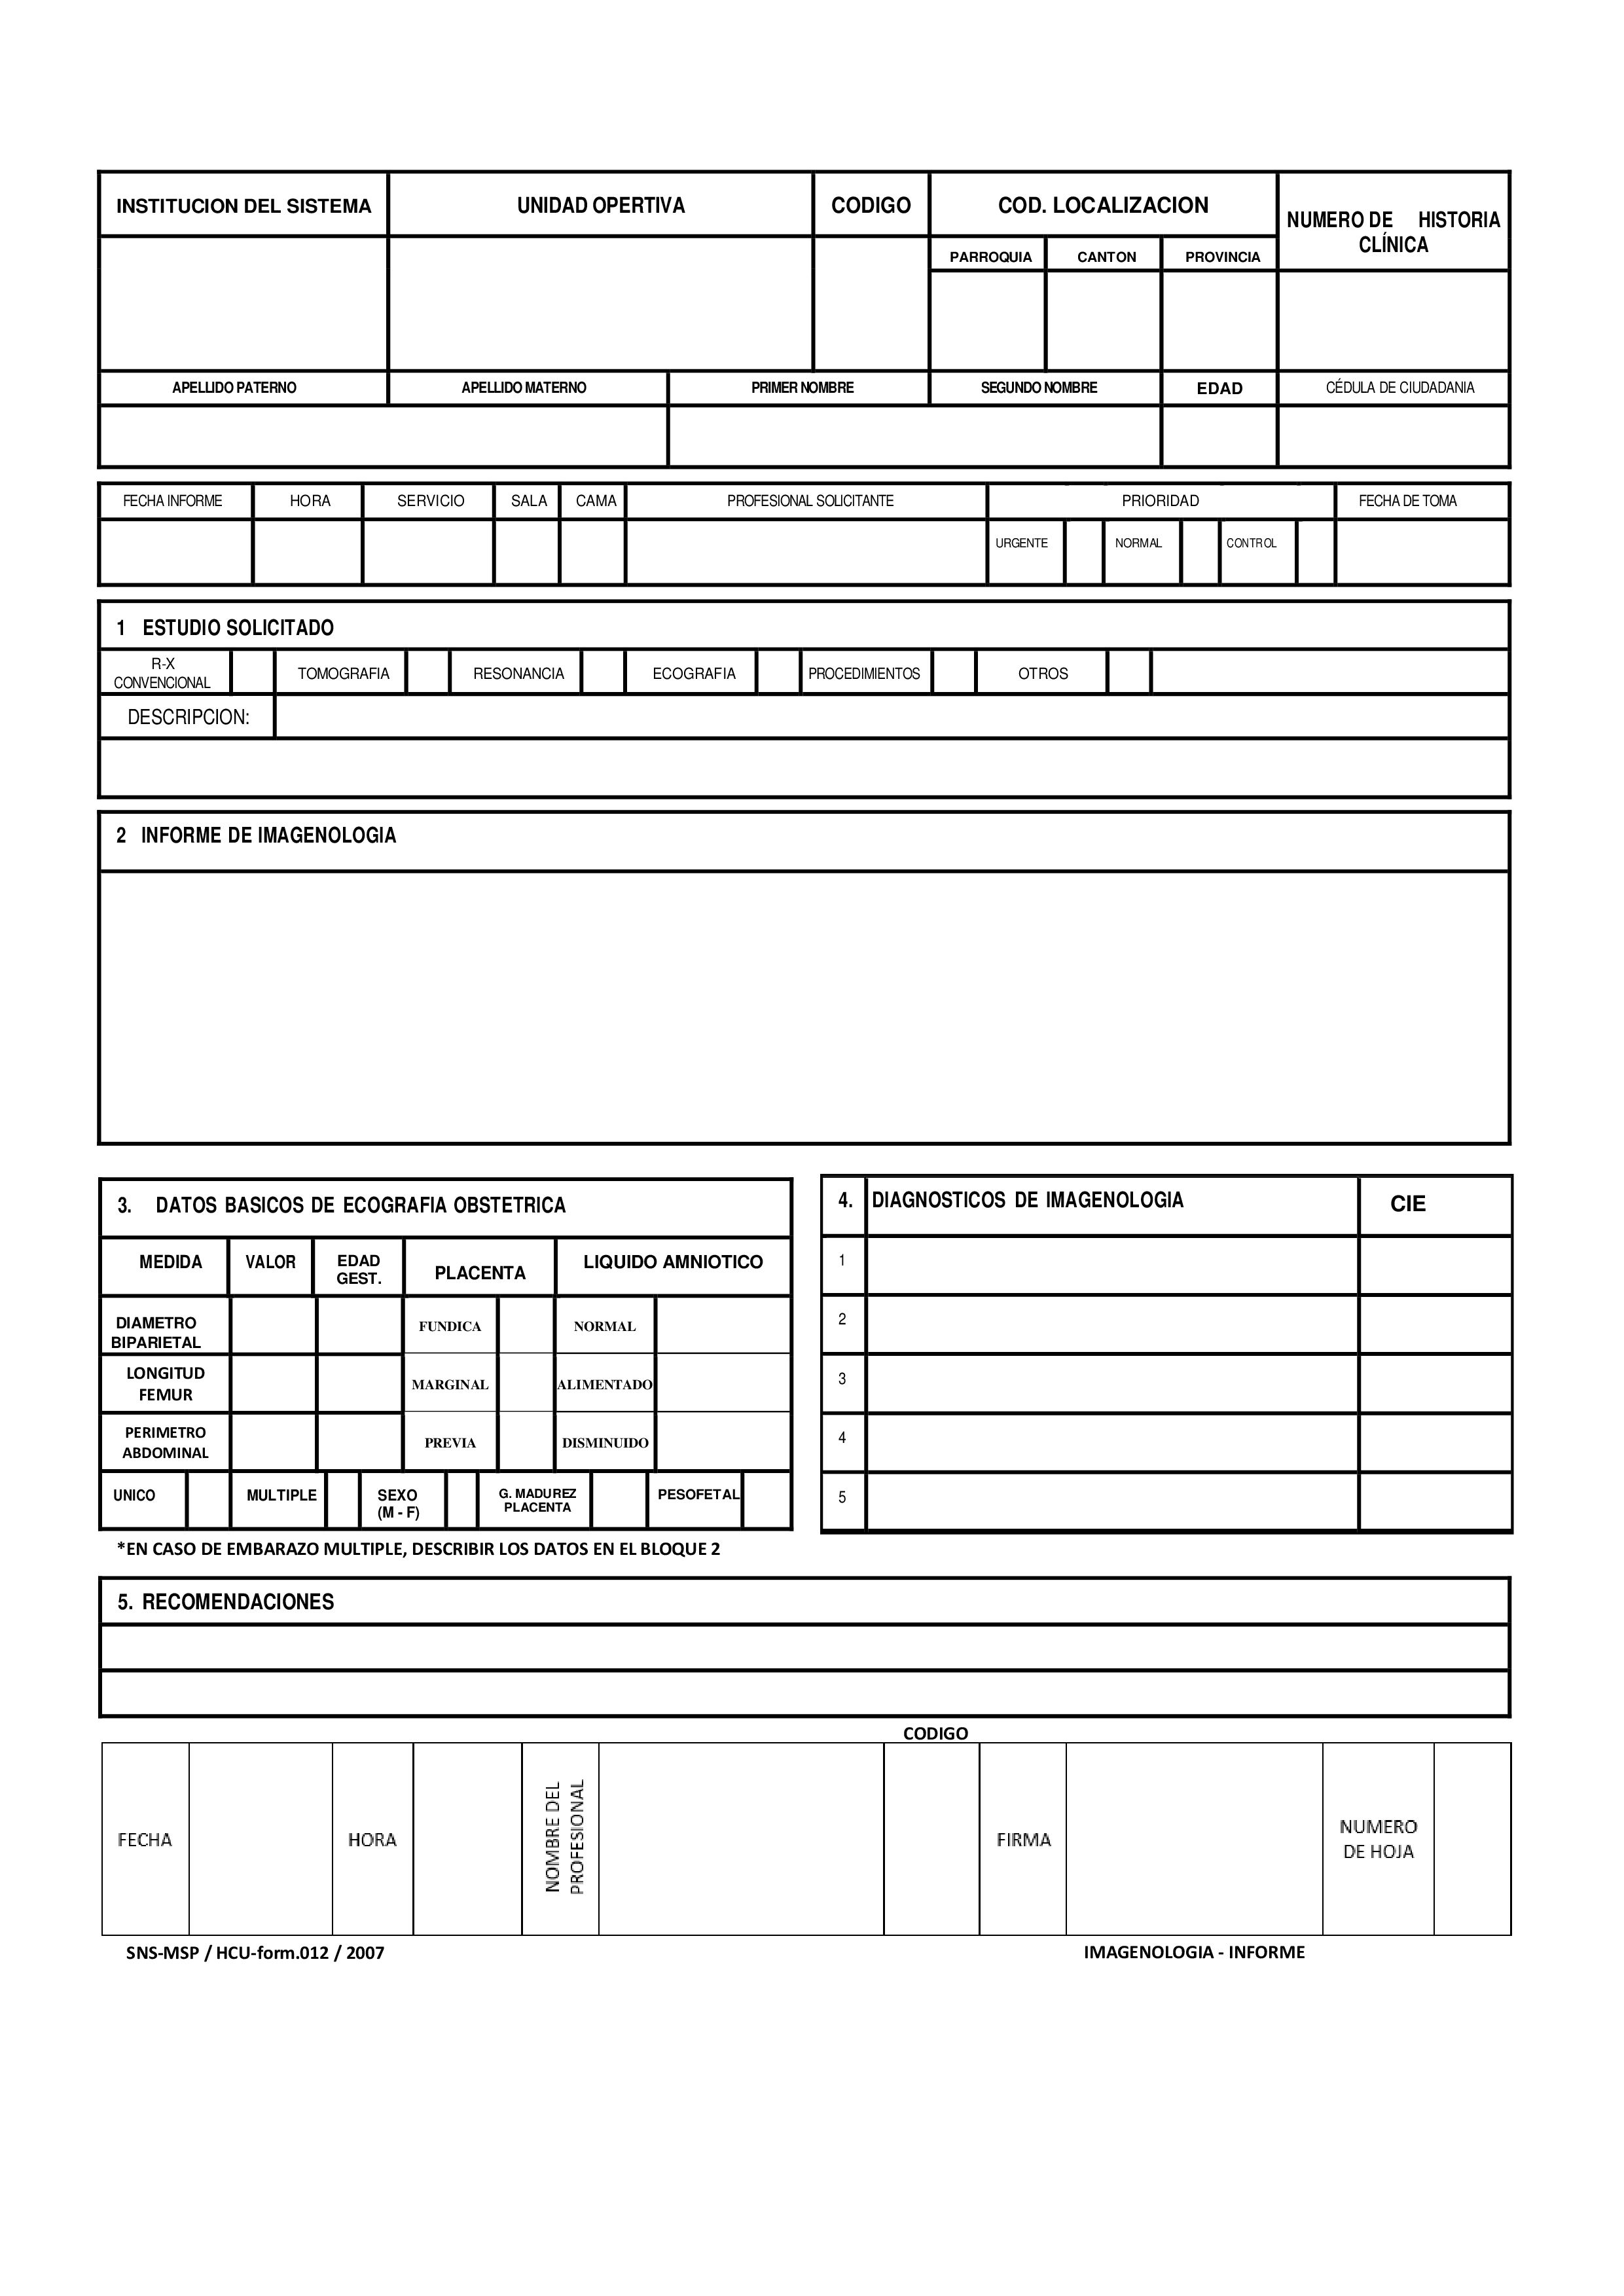 INSTITUCION DEL SISTEMA UNIDAD OPERTIVA CODIGO COD. LOCALIZACION NUMERO DE HISTORIA CLÍNICA
PARROQUIA CANTON PROVINCIA
APELLIDO PATERNO APELLIDO MATERNO PRIMER NOMBRE SEGUNDO NOMBRE EDAD CÉDULA DE CIUDADANIA
FECHA INFORME HORA SERVICIO SALA CAMA PROFESIONAL SOLICITANTE PRIORIDAD FECHA DE TOMA
URGENTE NORMAL CONTROL
1 ESTUDIO SOLICITADO
R-X CONVENCIONAL TOMOGRAFIA RESONANCIA ECOGRAFIA PROCEDIMIENTOS OTROS
DESCRIPCION:
2 INFORME DE IMAGENOLOGIA
3. DATOS BASICOS DE ECOGRAFIA OBSTETRICA
MEDIDA VALOR EDAD GEST. PLACENTA LIQUIDO AMNIOTICO
DIAMETRO BIPARIETAL FUNDICA NORMAL
LONGITUD FEMUR MARGINAL ALIMENTADO
PERIMETRO ABDOMINAL PREVIA DISMINUIDO
UNICO MULTIPLE SEXO (M - F) G. MADUREZ PLACENTA PESOFETAL
*EN CASO DE EMBARAZO MULTIPLE, DESCRIBIR LOS DATOS EN EL BLOQUE 2
4. DIAGNOSTICOS DE IMAGENOLOGIA CIE
1
2
3
4
5
5. RECOMENDACIONES
CODIGO
FECHA HORA NOMBRE DEL PROFESIONAL FIRMA NUMERO DE HOJA
SNS-MSP / HCU-form.012 / 2007 IMAGENOLOGIA - INFORME